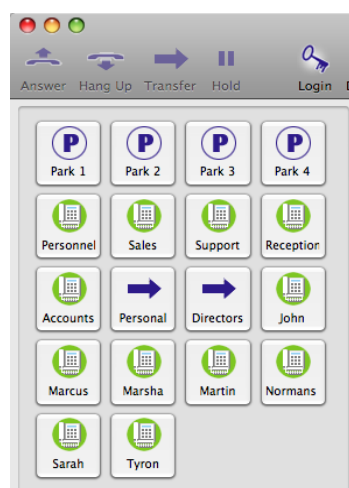 Answer Hang Up Transfer Hold Login
P P P P
Park 1 Park 2 Park 3 Park 4
Personnel Sales Support Reception
Accounts Personal Directors John
Marcus Marsha Martin Normans
Sarah Tyron